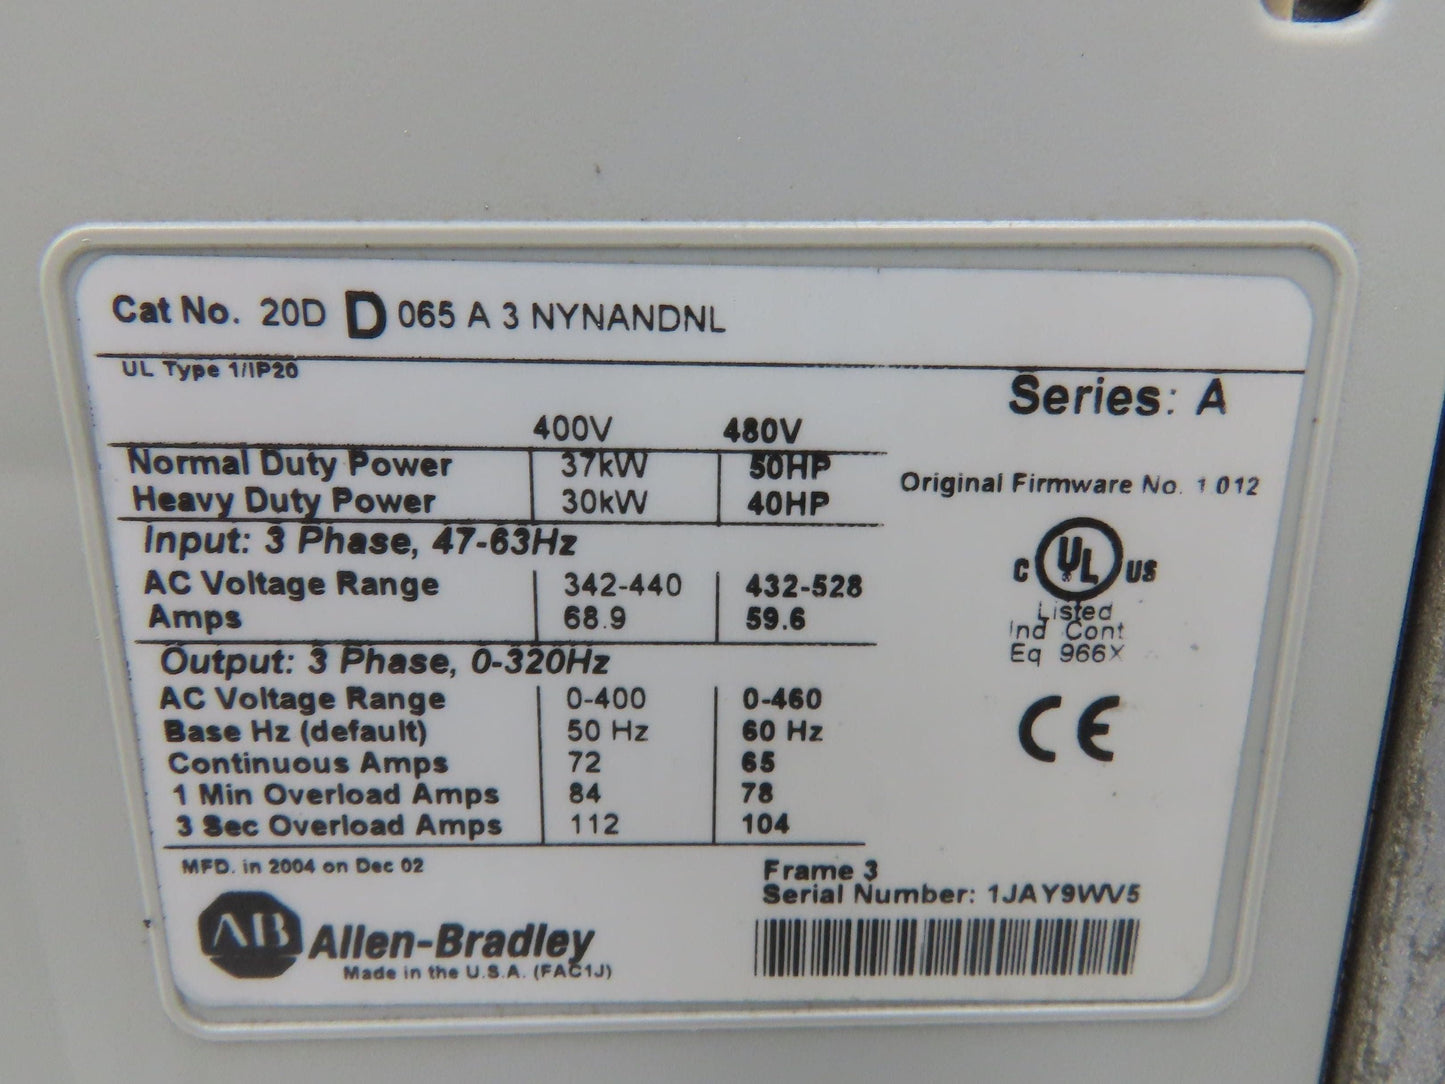 Cat No. 20D D 065 A 3 NYNANDNL
UL Type 1/IP20
Series: A
400V 480V
Normal Duty Power 37kW 50HP
Heavy Duty Power 30kW 40HP
Original Firmware No. 1.012
Input: 3 Phase, 47-63Hz
AC Voltage Range 342-440 432-528
Amps 68.9 59.6
C UL US
Listed
Ind Cont
Eq 966X
Output: 3 Phase, 0-320Hz
AC Voltage Range 0-400 0-460
Base Hz (default) 50 Hz 60 Hz
Continuous Amps 72 65
1 Min Overload Amps 84 78
3 Sec Overload Amps 112 104
CE
MFD. in 2004 on Dec 02
Frame 3
Serial Number: 1JAY9WV5
AB Allen-Bradley
Made in the U.S.A. (FAC1J)